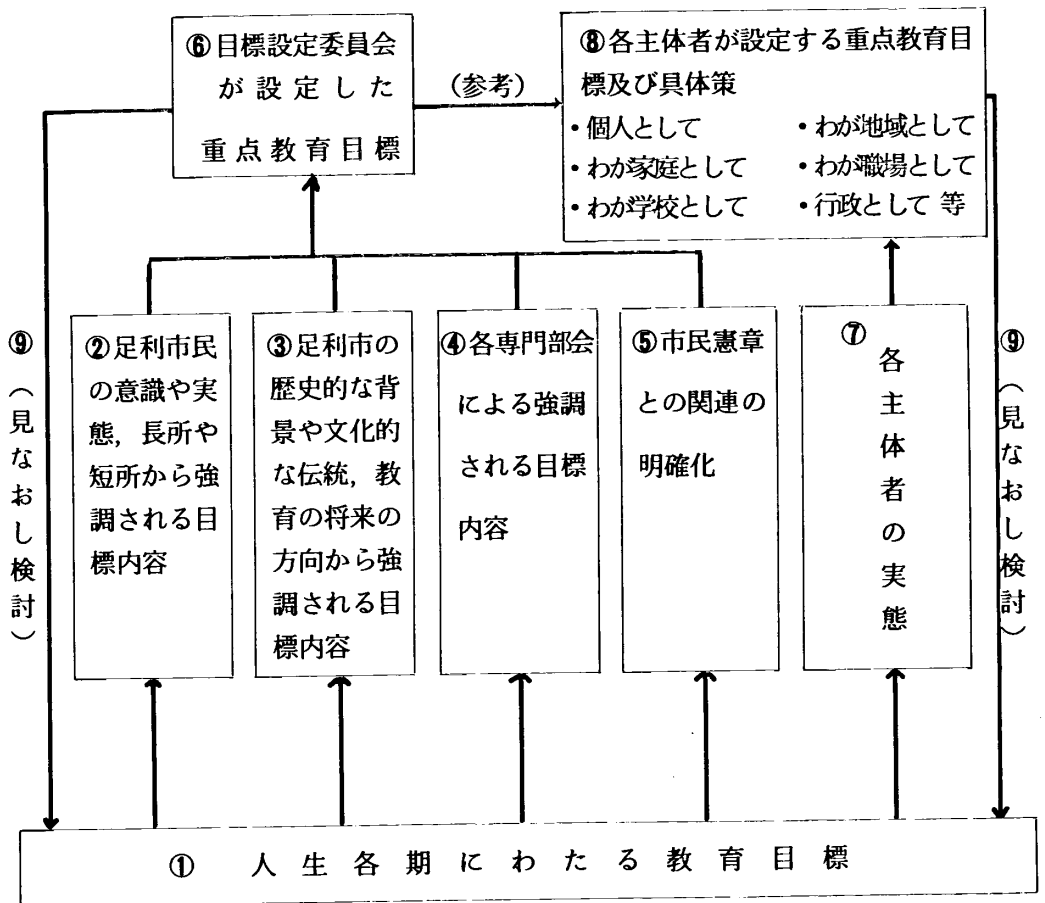 ⑥目標設定委員会
が設定した
重点教育目標
(参考)
⑧各主体者が設定する重点教育目
標及び具体策
・個人として
・わが地域として
・わが家庭として
・わが職場として
・わが学校として
・行政として 等
⑨（見なおし検討）
②足利市民
の意識や実
態，長所や
短所から強
調される目
標内容
③足利市の
歴史的な背
景や文化的
な伝統，教
育の将来の
方向から強
調される目
標内容
④各専門部会
による強調
される目標
内容
⑤市民憲章
との関連の
明確化
⑦各主体者の実態
⑨（見なおし検討）
① 人生各期にわたる教育目標